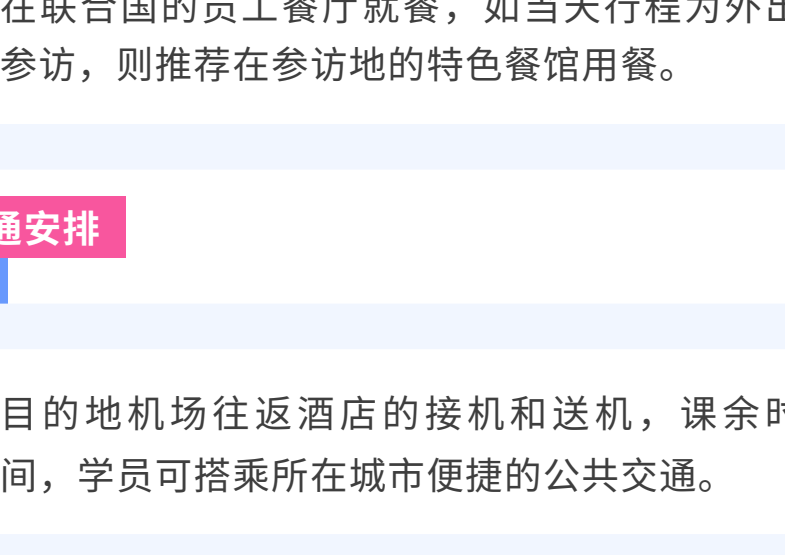 在联合国的员工餐厅就餐，如当天行程为外出
参访，则推荐在参访地的特色餐馆用餐。
通安排
目的地机场往返酒店的接机和送机，课余时
间，学员可搭乘所在城市便捷的公共交通。